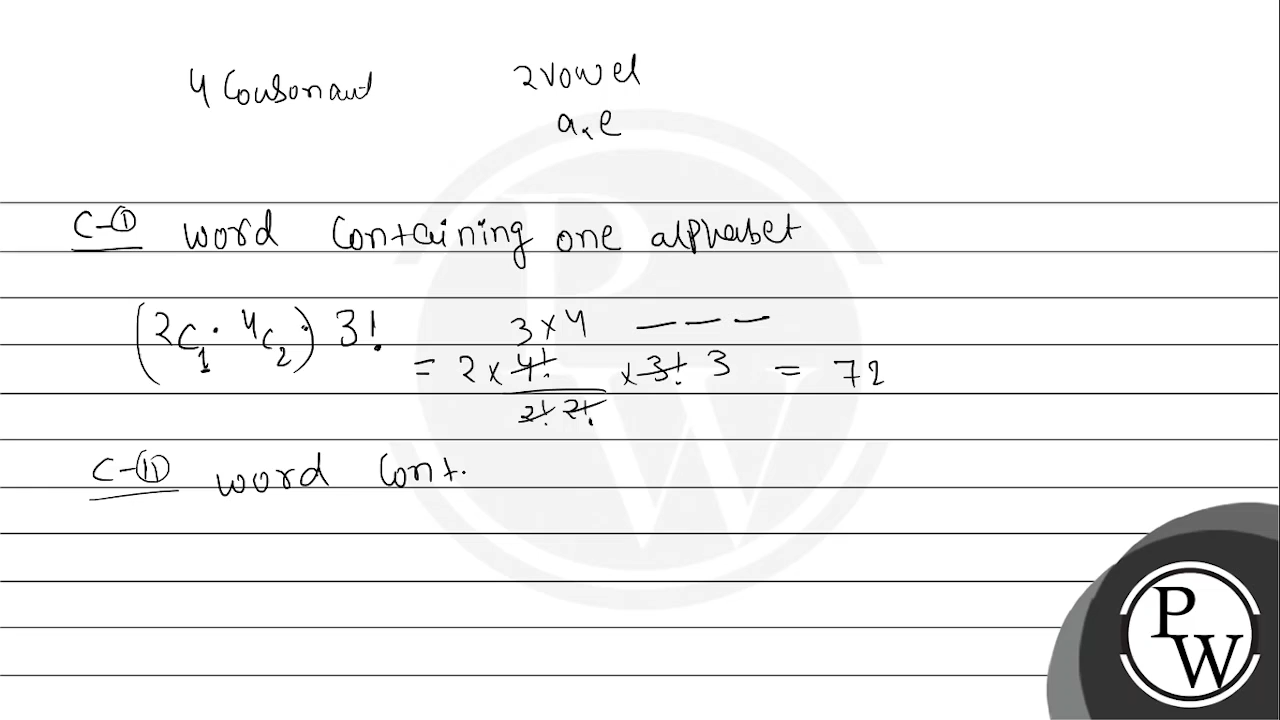 4 Consonant 2 vowel
a, e
C-① word containing one alphabet
(2C1 · 4C2) 3! 3×4 — — —
= 2 × 4!/2! 2! × 3! 3 = 72
C-⑪ word Cont.
P
W
P
W